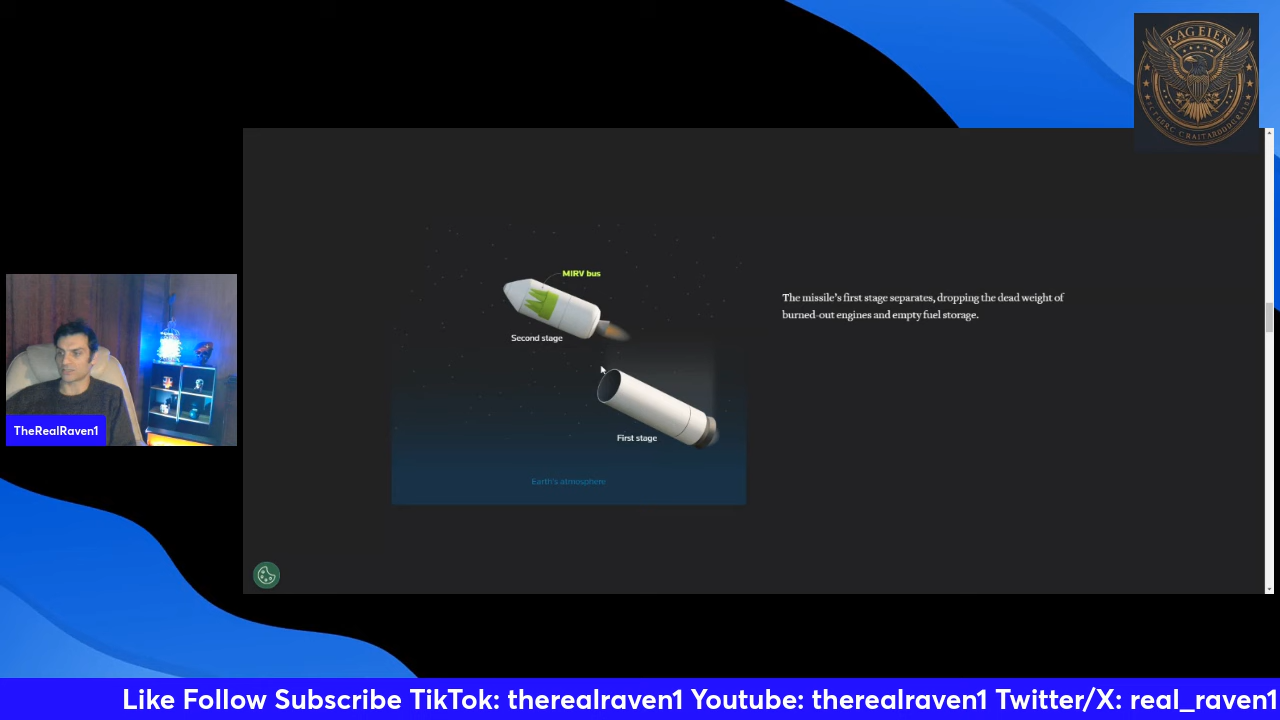 RAGEIEN
MIRV bus
The missile's first stage separates, dropping the dead weight of
burned-out engines and empty fuel storage.
Second stage
TheRealRaven1
First stage
Earth's atmosphere
Like Follow Subscribe TikTok: therealraven1 Youtube: therealraven1 Twitter/X: real_raven1